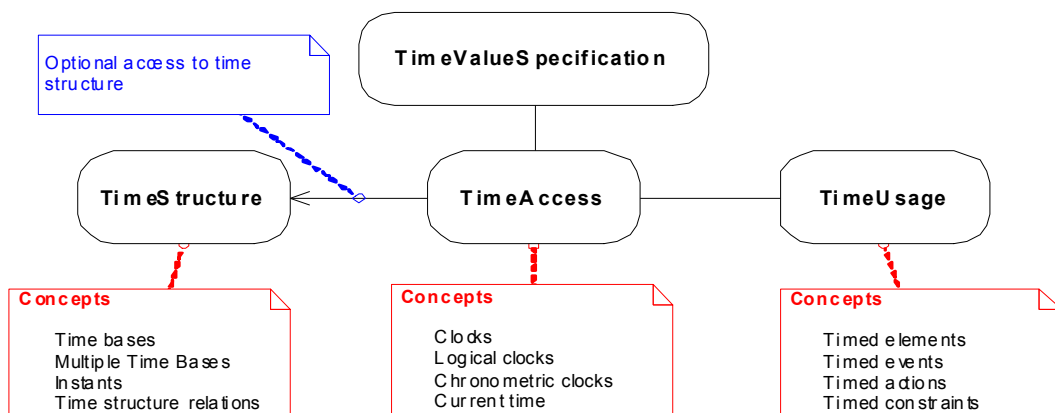 Optional access to time
structure
TimeValueSpecification
TimeStructure
TimeAccess
TimeUsage
Concepts
Time bases
Multiple Time Bases
Instants
Time structure relations
Concepts
Clocks
Logical clocks
Chronometric clocks
Current time
Concepts
Timed elements
Timed events
Timed actions
Timed constraints